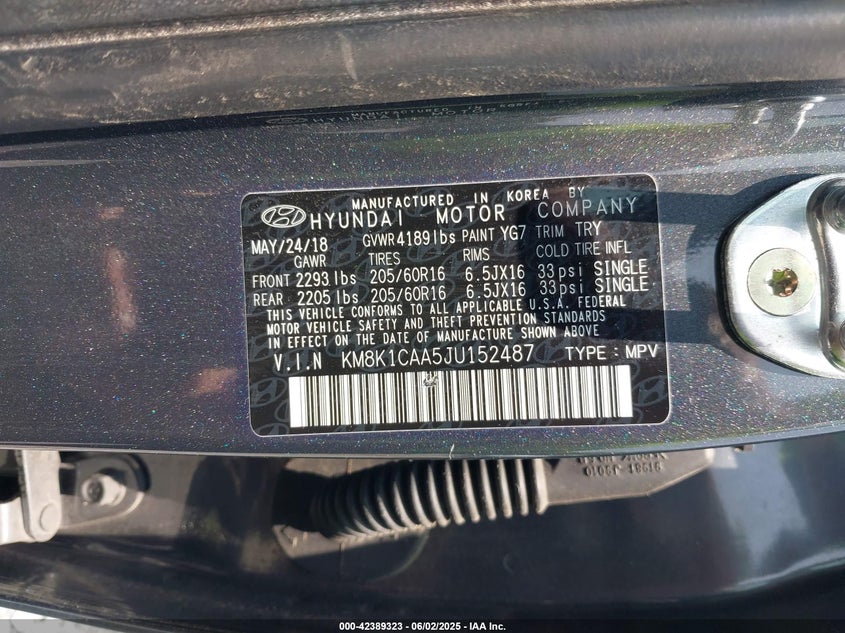 MANUFACTURED IN KOREA BY
HYUNDAI MOTOR COMPANY
MAY/24/18 GVWR 4189 lbs PAINT YG7 TRIM TRY
GAWR TIRES RIMS COLD TIRE INFL
FRONT 2293 lbs 205/60R16 6.5JX16 33 psi SINGLE
REAR 2205 lbs 205/60R16 6.5JX16 33 psi SINGLE
THIS VEHICLE CONFORMS TO ALL APPLICABLE U.S.A. FEDERAL
MOTOR VEHICLE SAFETY AND THEFT PREVENTION STANDARDS
IN EFFECT ON THE DATE OF MANUFACTURE SHOWN ABOVE.
V.I.N KM8K1CAA5JU152487 TYPE : MPV
000-42389323 - 06/02/2025 - IAA Inc.